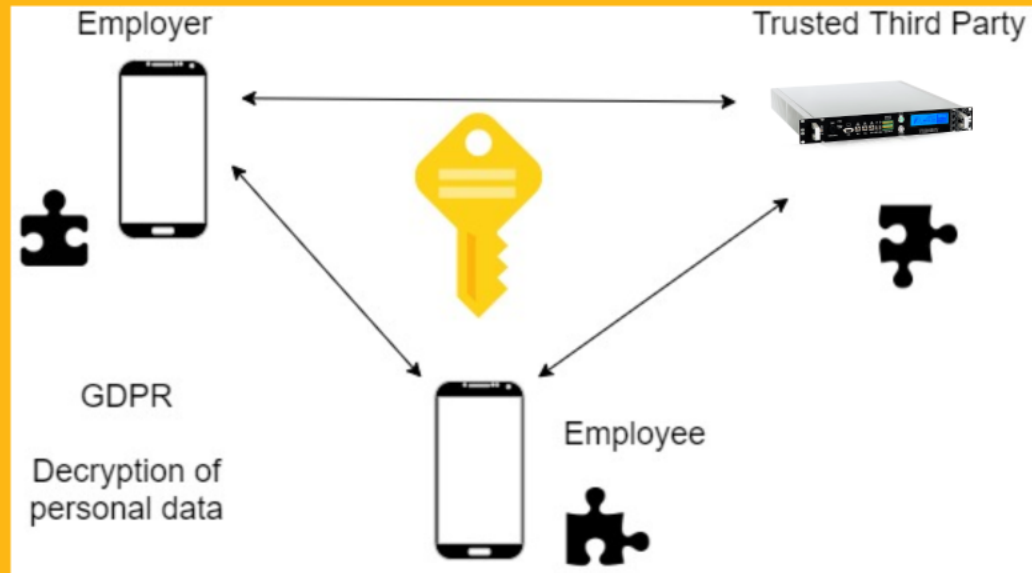 Employer
Trusted Third Party
GDPR
Employee
Decryption of
personal data